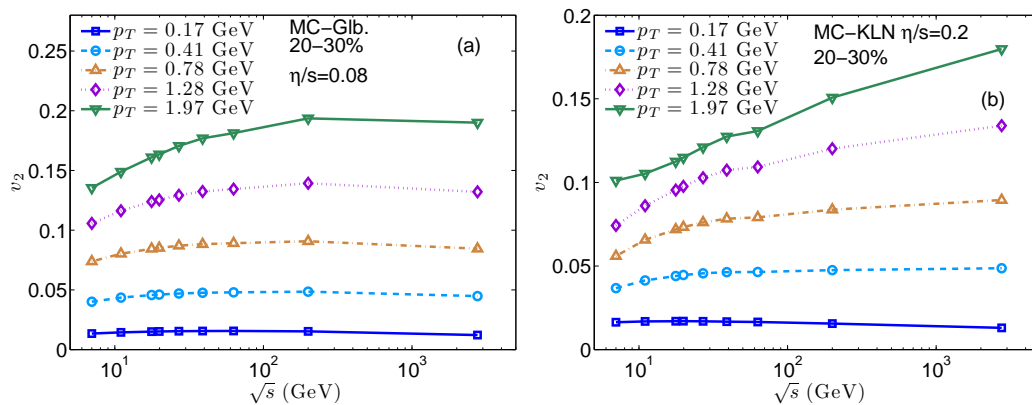 p_T = 0.17 GeV
p_T = 0.41 GeV
p_T = 0.78 GeV
p_T = 1.28 GeV
p_T = 1.97 GeV
MC−Glb.
20−30%
η/s=0.08
(a)
0.25
0.2
0.15
0.1
0.05
0
v_2
10^1
10^2
10^3
√s (GeV)
p_T = 0.17 GeV
p_T = 0.41 GeV
p_T = 0.78 GeV
p_T = 1.28 GeV
p_T = 1.97 GeV
MC−KLN η/s=0.2
20−30%
(b)
0.2
0.15
0.1
0.05
0
v_2
10^1
10^2
10^3
√s (GeV)